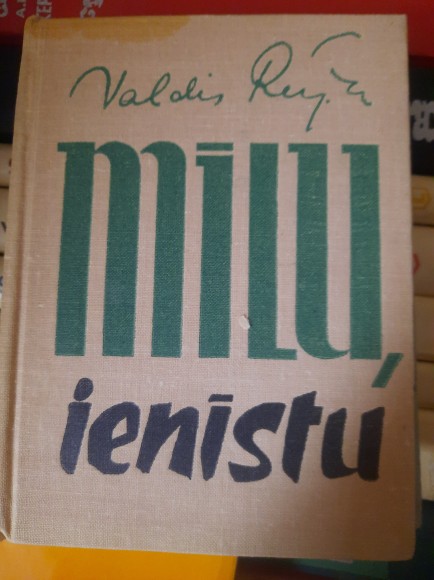 Valdis Rūja
mīlu,
ienīstu